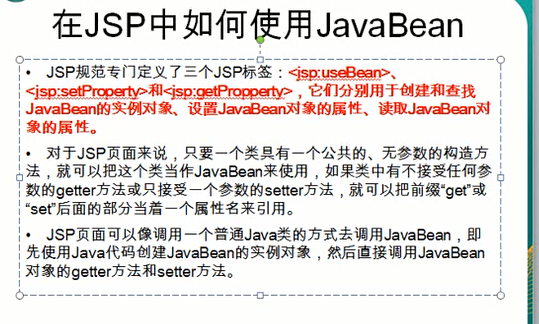 在JSP中如何使用JavaBean
• JSP规范专门定义了三个JSP标签：<jsp:useBean>、
<jsp:setProperty>和<jsp:getPropperty>，它们分别用于创建和查找
JavaBean的实例对象、设置JavaBean对象的属性、读取JavaBean对
象的属性。
• 对于JSP页面来说，只要一个类具有一个公共的、无参数的构造方
法，就可以把这个类当作JavaBean来使用，如果类中有不接受任何参
数的getter方法或只接受一个参数的setter方法，就可以把前缀“get”或
“set”后面的部分当着一个属性名来引用。
• JSP页面可以像调用一个普通Java类的方式去调用JavaBean，即
先使用Java代码创建JavaBean的实例对象，然后直接调用JavaBean
对象的getter方法和setter方法。